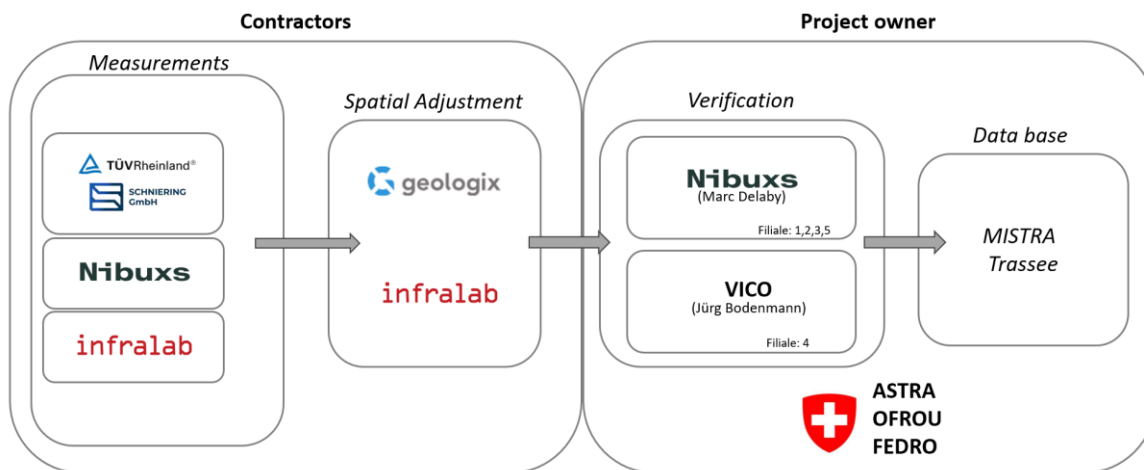 Contractors
Measurements
TÜVRheinland®
SCHNIERING
GmbH
Nibuxs
infralab
Spatial Adjustment
geologix
infralab
Project owner
Verification
Nibuxs
(Marc Delaby)
Filiale: 1,2,3,5
VICO
(Jürg Bodenmann)
Filiale: 4
Data base
MISTRA
Trassee
ASTRA
OFROU
FEDRO